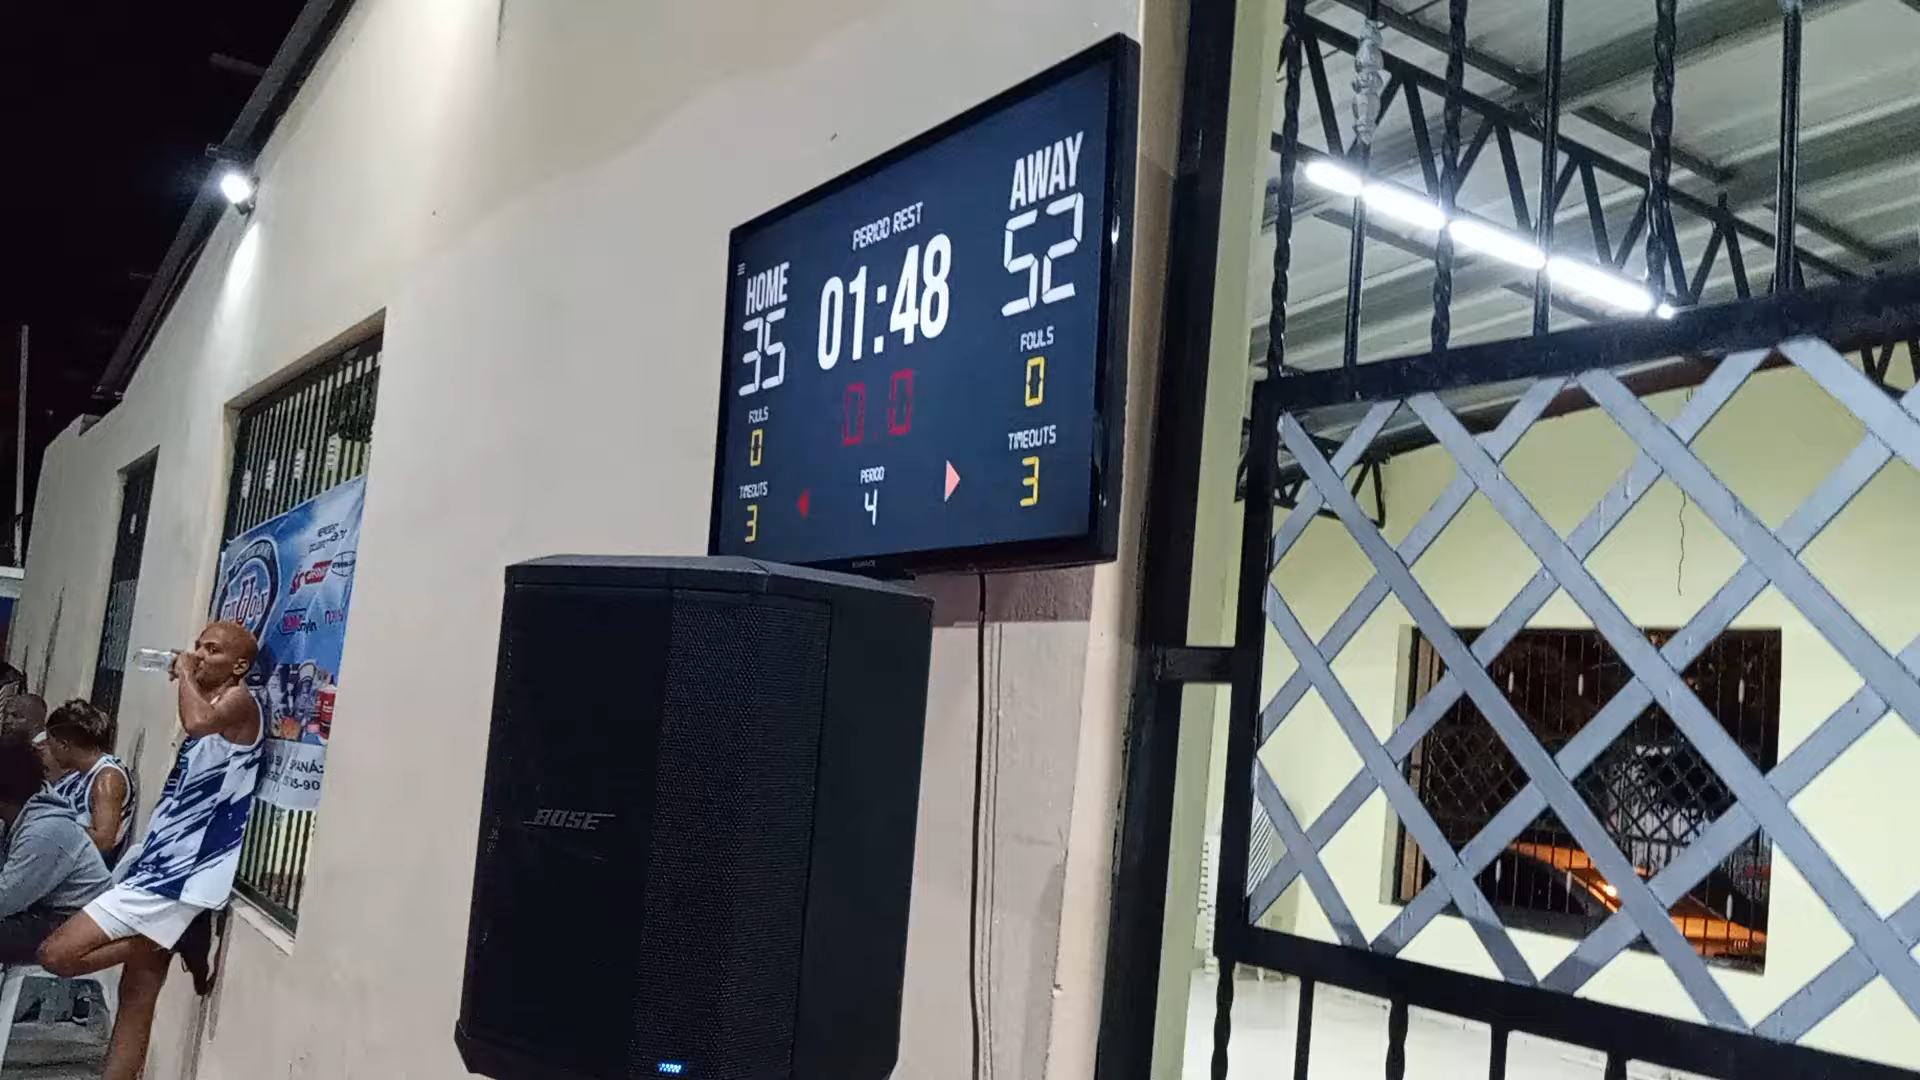 PERIOD REST
01:48
HOME
35
FOULS
0
TIMEOUTS
3
0.0
PERIOD
4
AWAY
52
FOULS
0
TIMEOUTS
3
BOSE